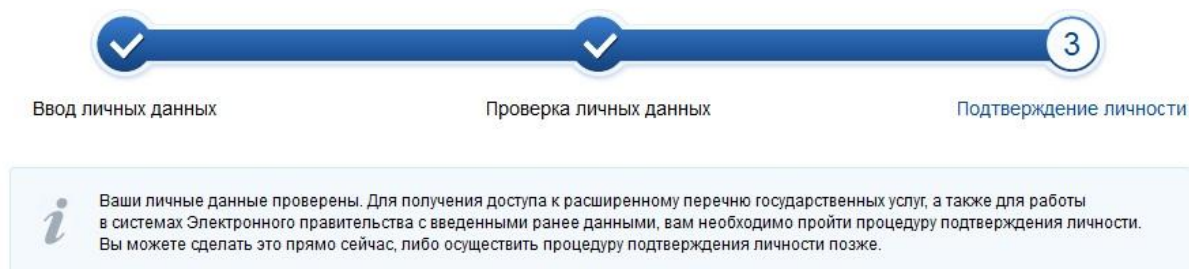 3
Ввод личных данных
Проверка личных данных
Подтверждение личности
Ваши личные данные проверены. Для получения доступа к расширенному перечню государственных услуг, а также для работы
в системах Электронного правительства с введенными ранее данными, вам необходимо пройти процедуру подтверждения личности.
Вы можете сделать это прямо сейчас, либо осуществить процедуру подтверждения личности позже.